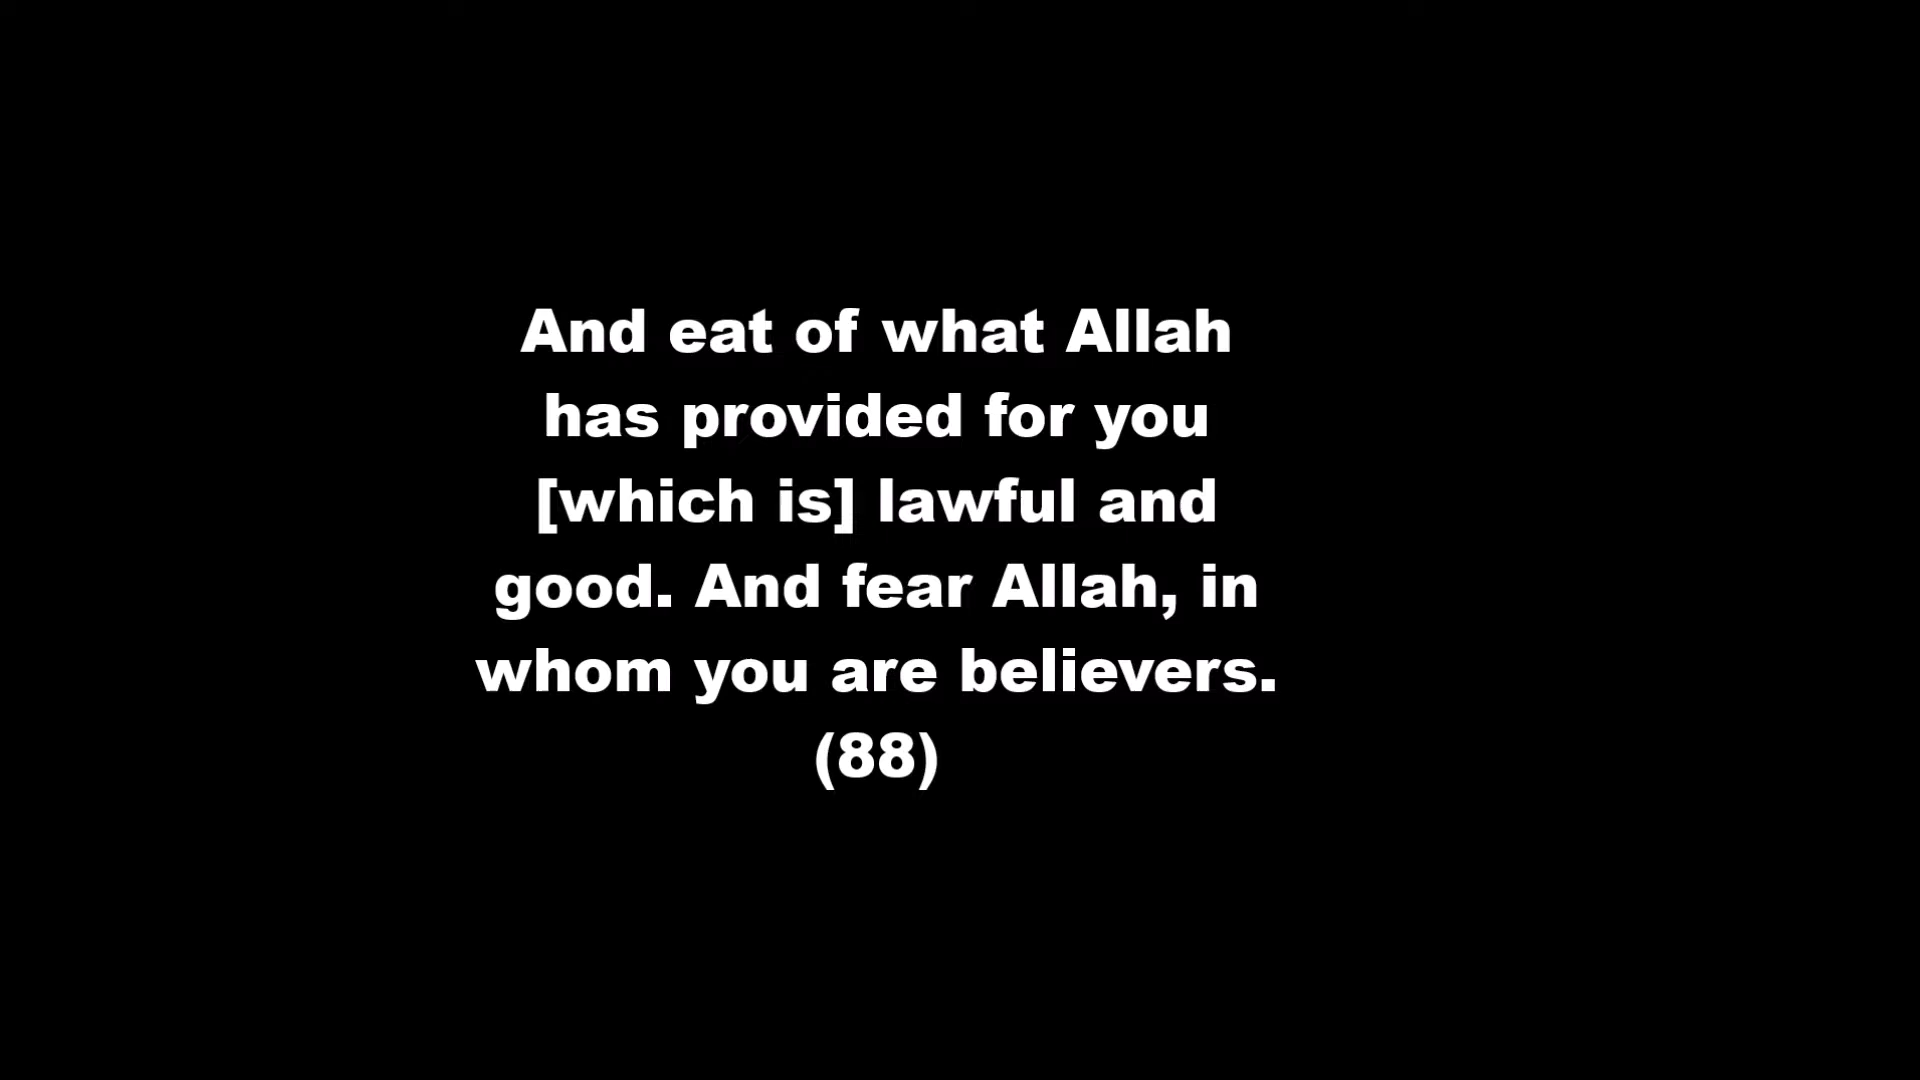 And eat of what Allah
has provided for you
[which is] lawful and
good. And fear Allah, in
whom you are believers.
(88)